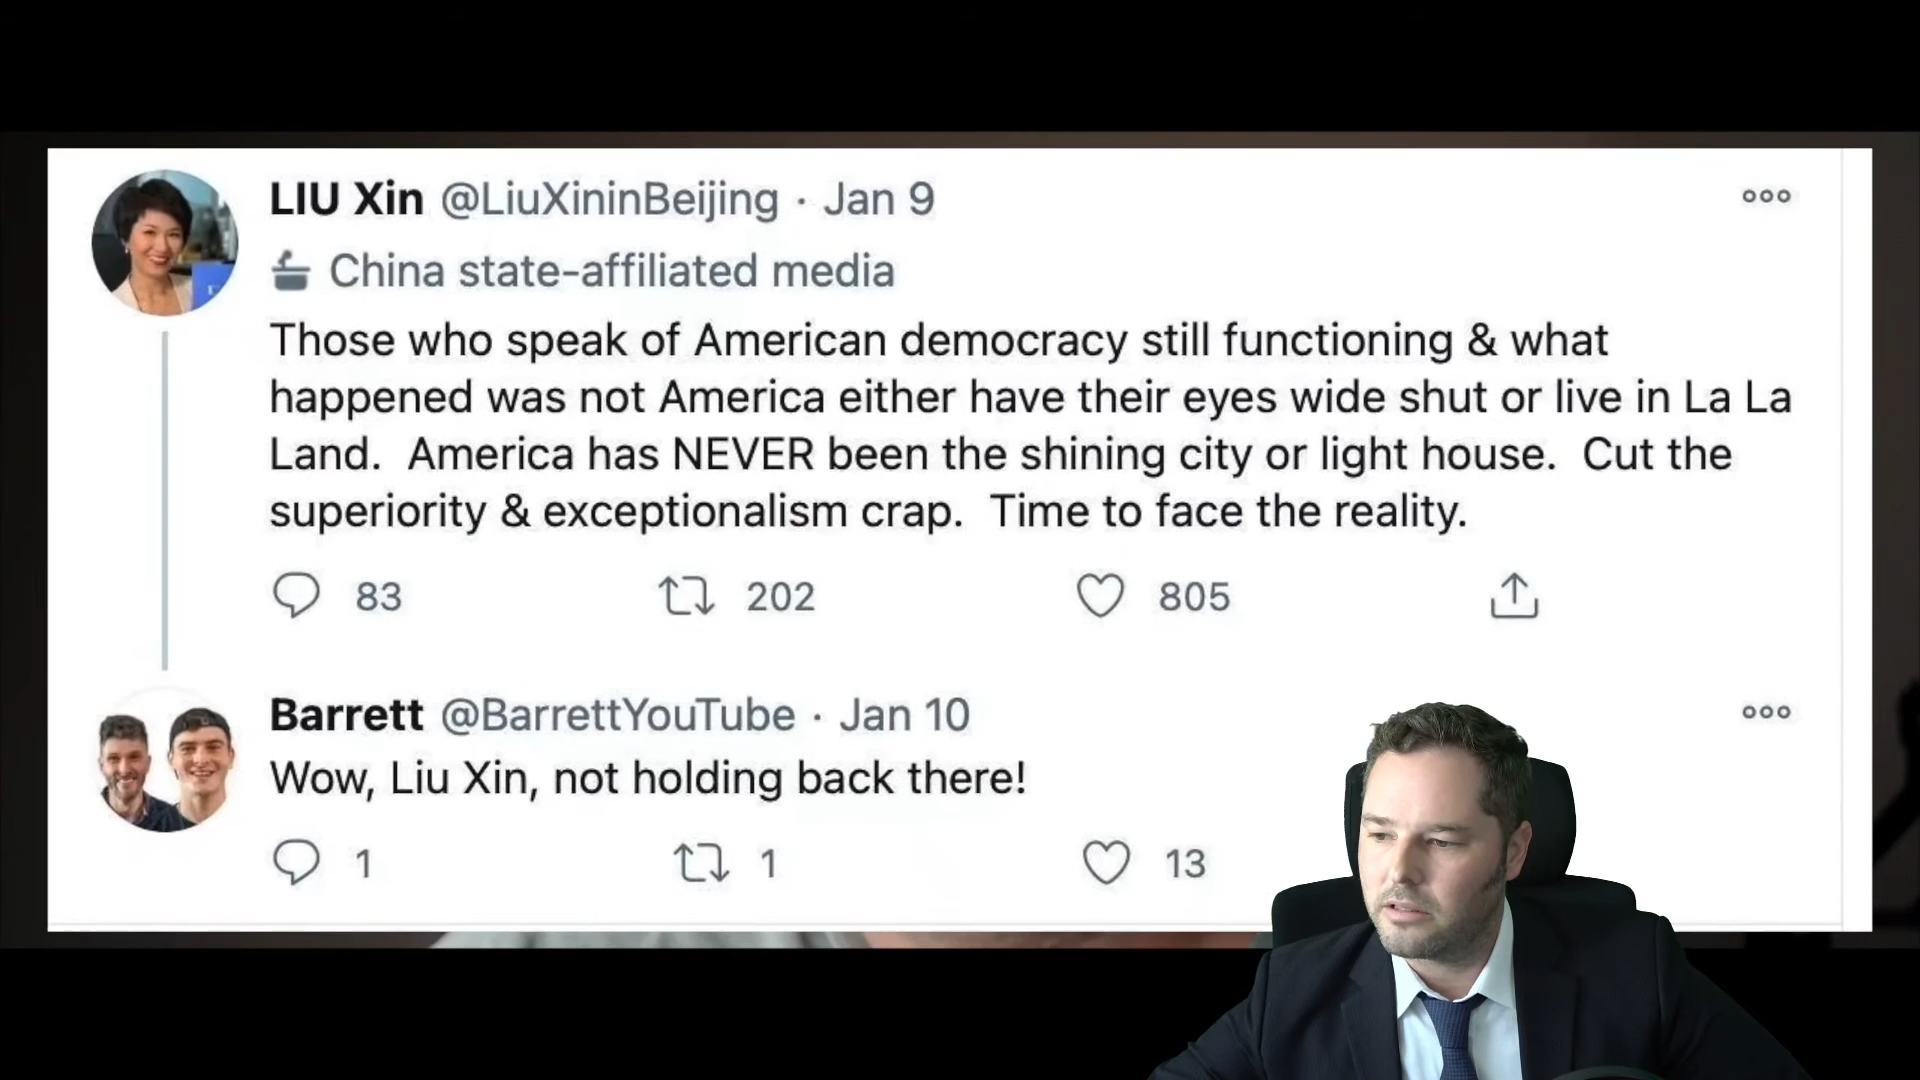 LIU Xin @LiuXininBeijing · Jan 9
China state-affiliated media
Those who speak of American democracy still functioning & what
happened was not America either have their eyes wide shut or live in La La
Land.  America has NEVER been the shining city or light house.  Cut the
superiority & exceptionalism crap.  Time to face the reality.
83 202 805
Barrett @BarrettYouTube · Jan 10
Wow, Liu Xin, not holding back there!
1 1 13